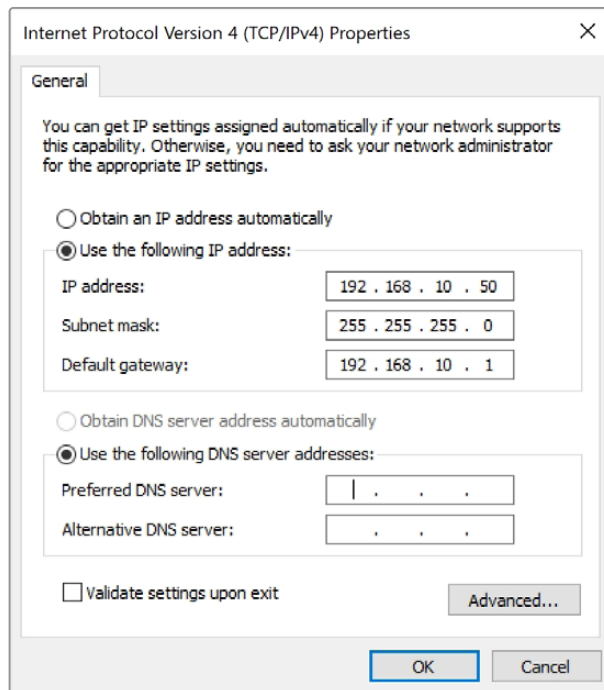 Internet Protocol Version 4 (TCP/IPv4) Properties
General
You can get IP settings assigned automatically if your network supports
this capability. Otherwise, you need to ask your network administrator
for the appropriate IP settings.
Obtain an IP address automatically
Use the following IP address:
IP address: 192 . 168 . 10 . 50
Subnet mask: 255 . 255 . 255 . 0
Default gateway: 192 . 168 . 10 . 1
Obtain DNS server address automatically
Use the following DNS server addresses:
Preferred DNS server: . . .
Alternative DNS server: . . .
Validate settings upon exit
Advanced...
OK Cancel